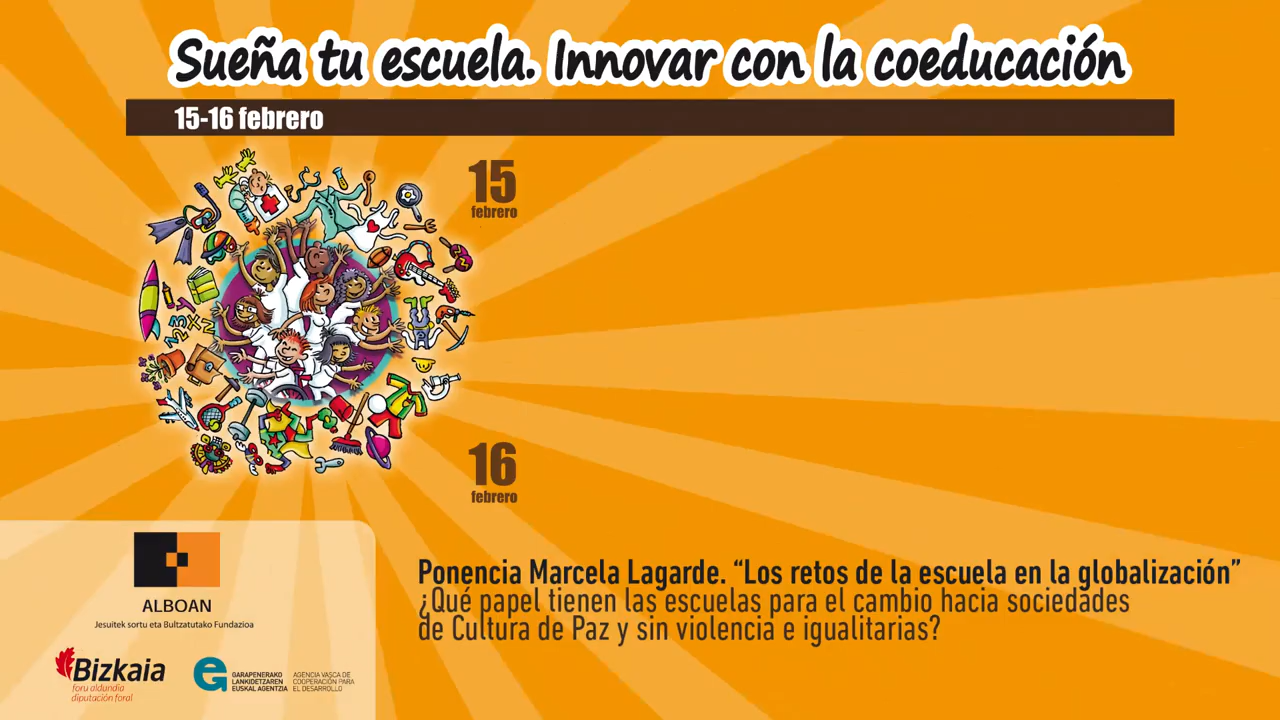 Sueña tu escuela. Innovar con la coeducación
15-16 febrero
15
febrero
16
febrero
Ponencia Marcela Lagarde. “Los retos de la escuela en la globalización”
¿Qué papel tienen las escuelas para el cambio hacia sociedades
de Cultura de Paz y sin violencia e igualitarias?
ALBOAN
Jesuitek sortu eta Bultzatutako Fundazioa
Bizkaia
foru aldundia
diputación foral
e
GARAPENERAKO
LANKIDETZAREN
EUSKAL AGENTZIA
AGENCIA VASCA DE
COOPERACIÓN PARA
EL DESARROLLO